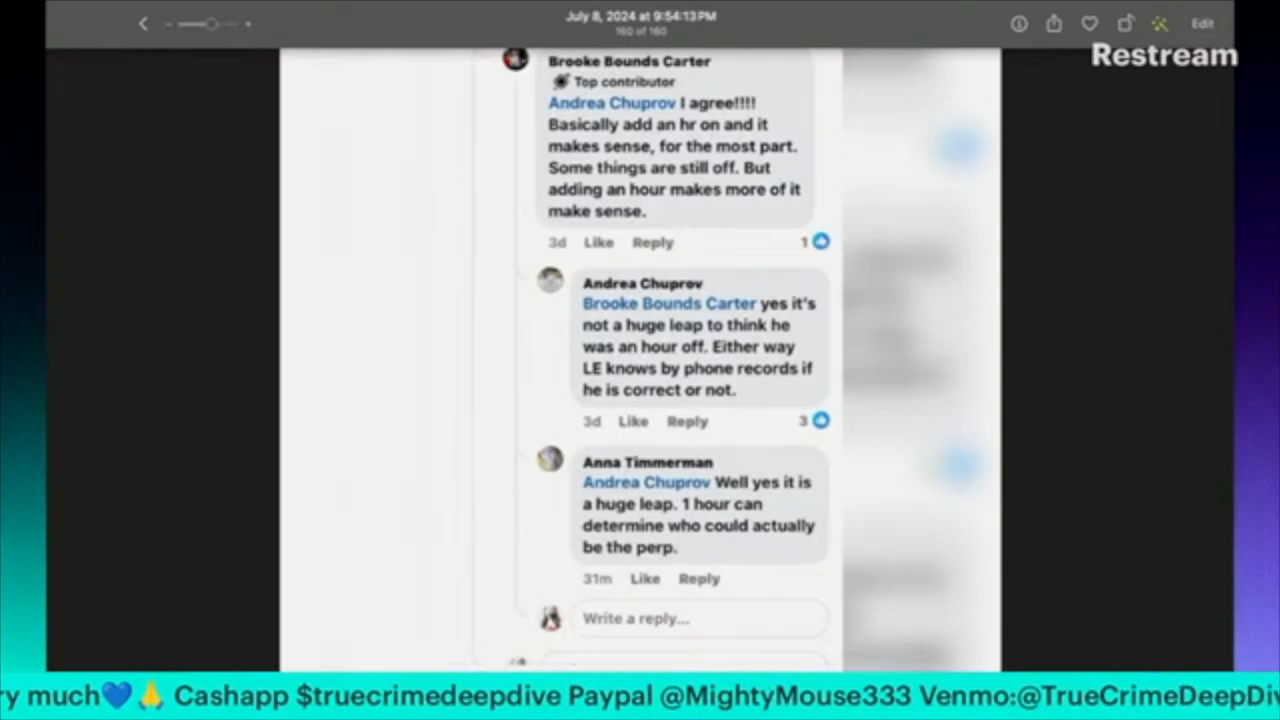 July 8, 2024 at 9:54:13 PM
160 of 160
Edit
Restream
Brooke Bounds Carter
Top contributor
Andrea Chuprov I agree!!!!
Basically add an hr on and it
makes sense, for the most part.
Some things are still off. But
adding an hour makes more of it
make sense.
3d Like Reply 1
Andrea Chuprov
Brooke Bounds Carter yes it's
not a huge leap to think he
was an hour off. Either way
LE knows by phone records if
he is correct or not.
3d Like Reply 3
Anna Timmerman
Andrea Chuprov Well yes it is
a huge leap. 1 hour can
determine who could actually
be the perp.
31m Like Reply
Write a reply...
ry much💙🙏 Cashapp $truecrimedeepdive Paypal @MightyMouse333 Venmo:@TrueCrimeDeepDiv